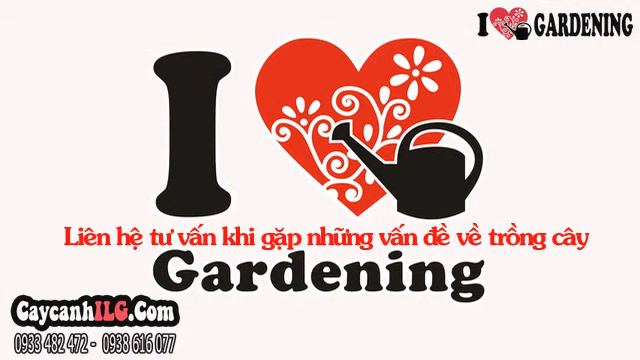 I GARDENING
I
Liên hệ tư vấn khi gặp những vấn đề về trồng cây
Gardening
CaycanhILG.Com
0933 482 472 - 0938 616 077